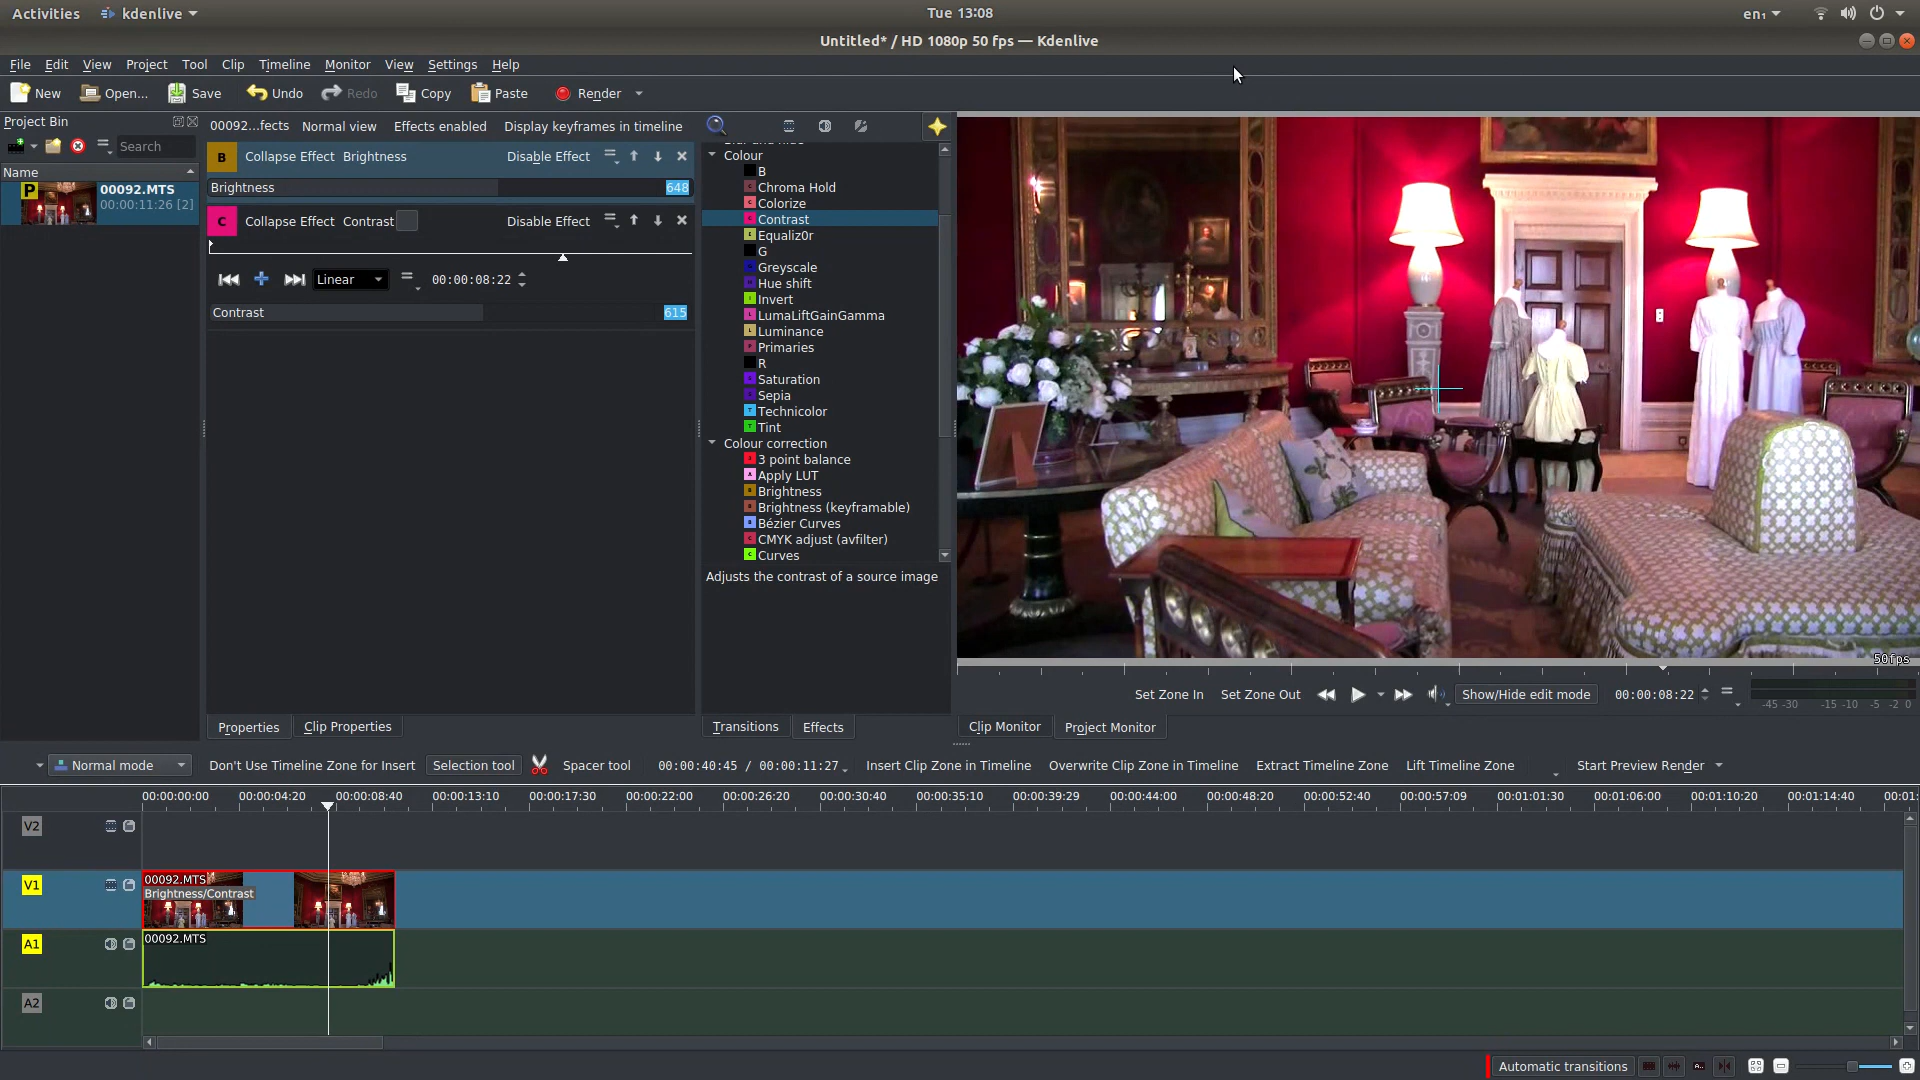 Activities kdenlive Tue 13:08 en₁
Untitled* / HD 1080p 50 fps — Kdenlive
File Edit View Project Tool Clip Timeline Monitor View Settings Help
New Open... Save Undo Redo Copy Paste Render
Project Bin
Search
Name
P 00092.MTS
00:00:11:26 [2]
00092...fects Normal view Effects enabled Display keyframes in timeline
B Collapse Effect Brightness Disable Effect
Brightness 648
C Collapse Effect Contrast Disable Effect
Linear 00:00:08:22
Contrast 615
Properties Clip Properties
Colour
B
Chroma Hold
Colorize
Contrast
Equaliz0r
G
Greyscale
Hue shift
Invert
LumaLiftGainGamma
Luminance
Primaries
R
Saturation
Sepia
Technicolor
Tint
Colour correction
3 point balance
Apply LUT
Brightness
Brightness (keyframable)
Bézier Curves
CMYK adjust (avfilter)
Curves
Adjusts the contrast of a source image
Transitions Effects
50fps
Set Zone In Set Zone Out Show/Hide edit mode 00:00:08:22
-45 -30 -15 -10 -5 -2 0
Clip Monitor Project Monitor
Normal mode Don't Use Timeline Zone for Insert Selection tool Spacer tool 00:00:40:45 / 00:00:11:27 Insert Clip Zone in Timeline Overwrite Clip Zone in Timeline Extract Timeline Zone Lift Timeline Zone Start Preview Render
00:00:00:00 00:00:04:20 00:00:08:40 00:00:13:10 00:00:17:30 00:00:22:00 00:00:26:20 00:00:30:40 00:00:35:10 00:00:39:29 00:00:44:00 00:00:48:20 00:00:52:40 00:00:57:09 00:01:01:30 00:01:06:00 00:01:10:20 00:01:14:40 00:01:
V2
V1 00092.MTS
Brightness/Contrast
A1 00092.MTS
A2
Automatic transitions